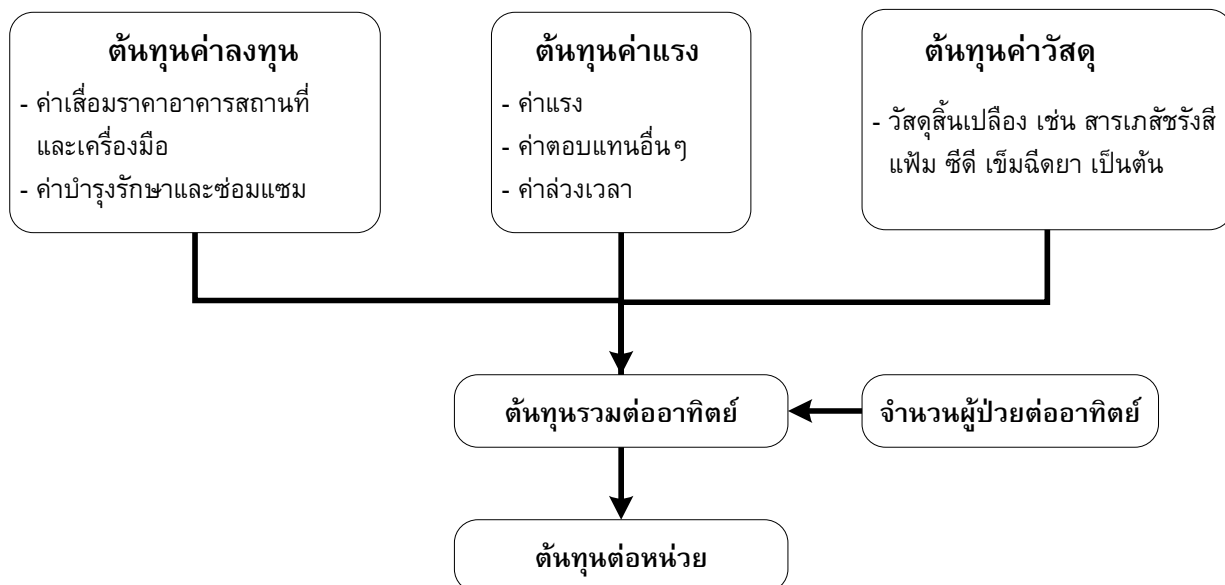 ต้นทุนค่าลงทุน
- ค่าเสื่อมราคาอาคารสถานที่
และเครื่องมือ
- ค่าบำรุงรักษาและซ่อมแซม
ต้นทุนค่าแรง
- ค่าแรง
- ค่าตอบแทนอื่นๆ
- ค่าล่วงเวลา
ต้นทุนค่าวัสดุ
- วัสดุสิ้นเปลือง เช่น สารเภสัชรังสี
แฟ้ม ซีดี เข็มฉีดยา เป็นต้น
ต้นทุนรวมต่ออาทิตย์
จำนวนผู้ป่วยต่ออาทิตย์
ต้นทุนต่อหน่วย